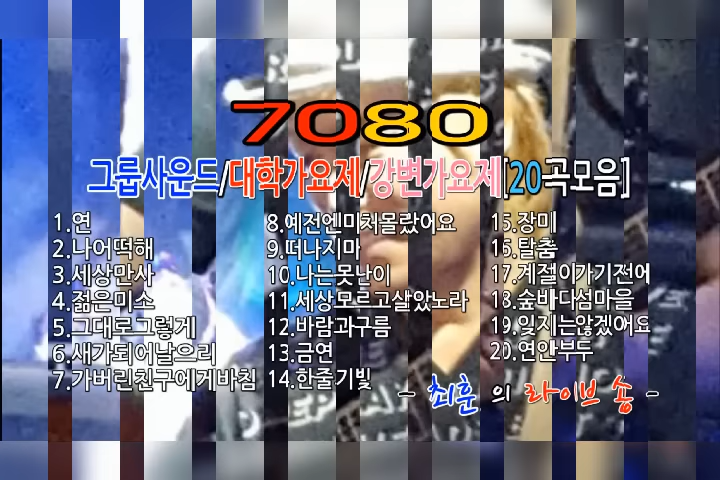 7080
그룹사운드/대학가요제/강변가요제[20곡모음]
1.연
2.나어떡해
3.세상만사
4.젊은미소
5.그대로그렇게
6.새가되어날으리
7.가버린친구에게바침
8.예전엔미처몰랐어요
9.떠나지마
10.나는못난이
11.세상모르고살았노라
12.바람과구름
13.금연
14.한줄기빛
15.장미
16.탈춤
17.계절이가기전에
18.숲바디섬마을
19.잊지는않겠어요
20.연안부두
- 최훈 의 라이브 송 -